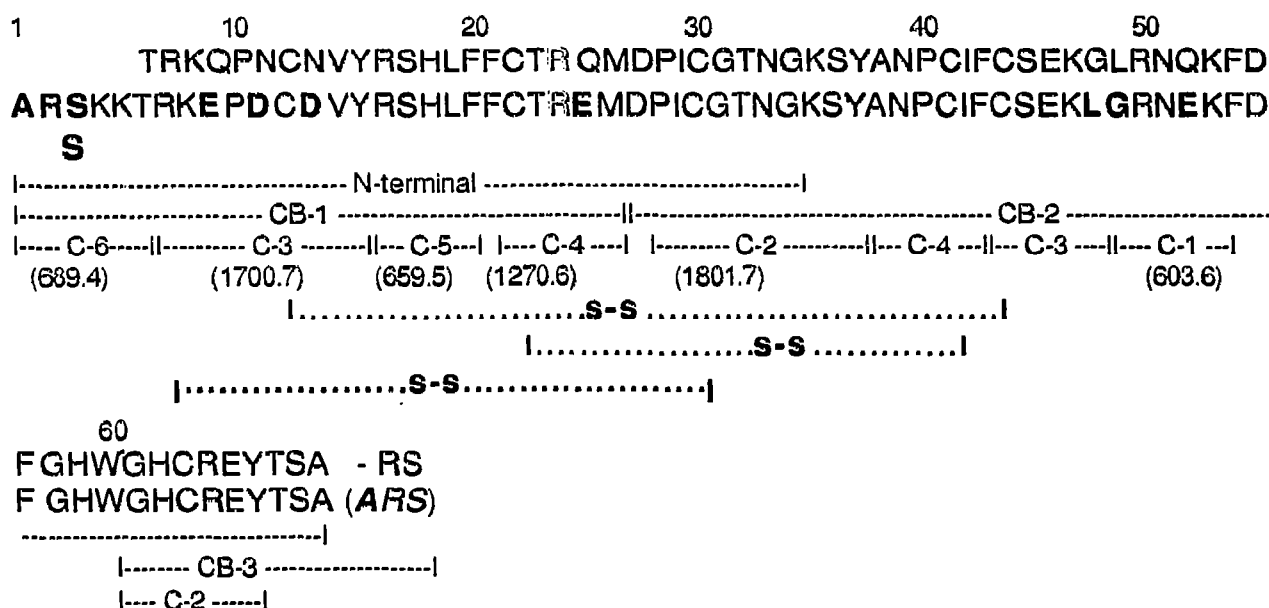 1 10 20 30 40 50
TRKQPNCNVYRSHLFFCTR QMDPICGTNGKSYANPCIFCSEKGLRNQKFD
ARSKKTRKEPDCDVYRSHLFFCTREMDPICGTNGKSYANPCIFCSEKLGRNEKFD
S
N-terminal
CB-1 CB-2
C-6 C-3 C-5 C-4 C-2 C-4 C-3 C-1
(689.4) (1700.7) (659.5) (1270.6) (1801.7) (603.6)
S-S
S-S
S-S
60
FGHWGHCREYTSA - RS
F GHWGHCREYTSA (ARS)
CB-3
C-2